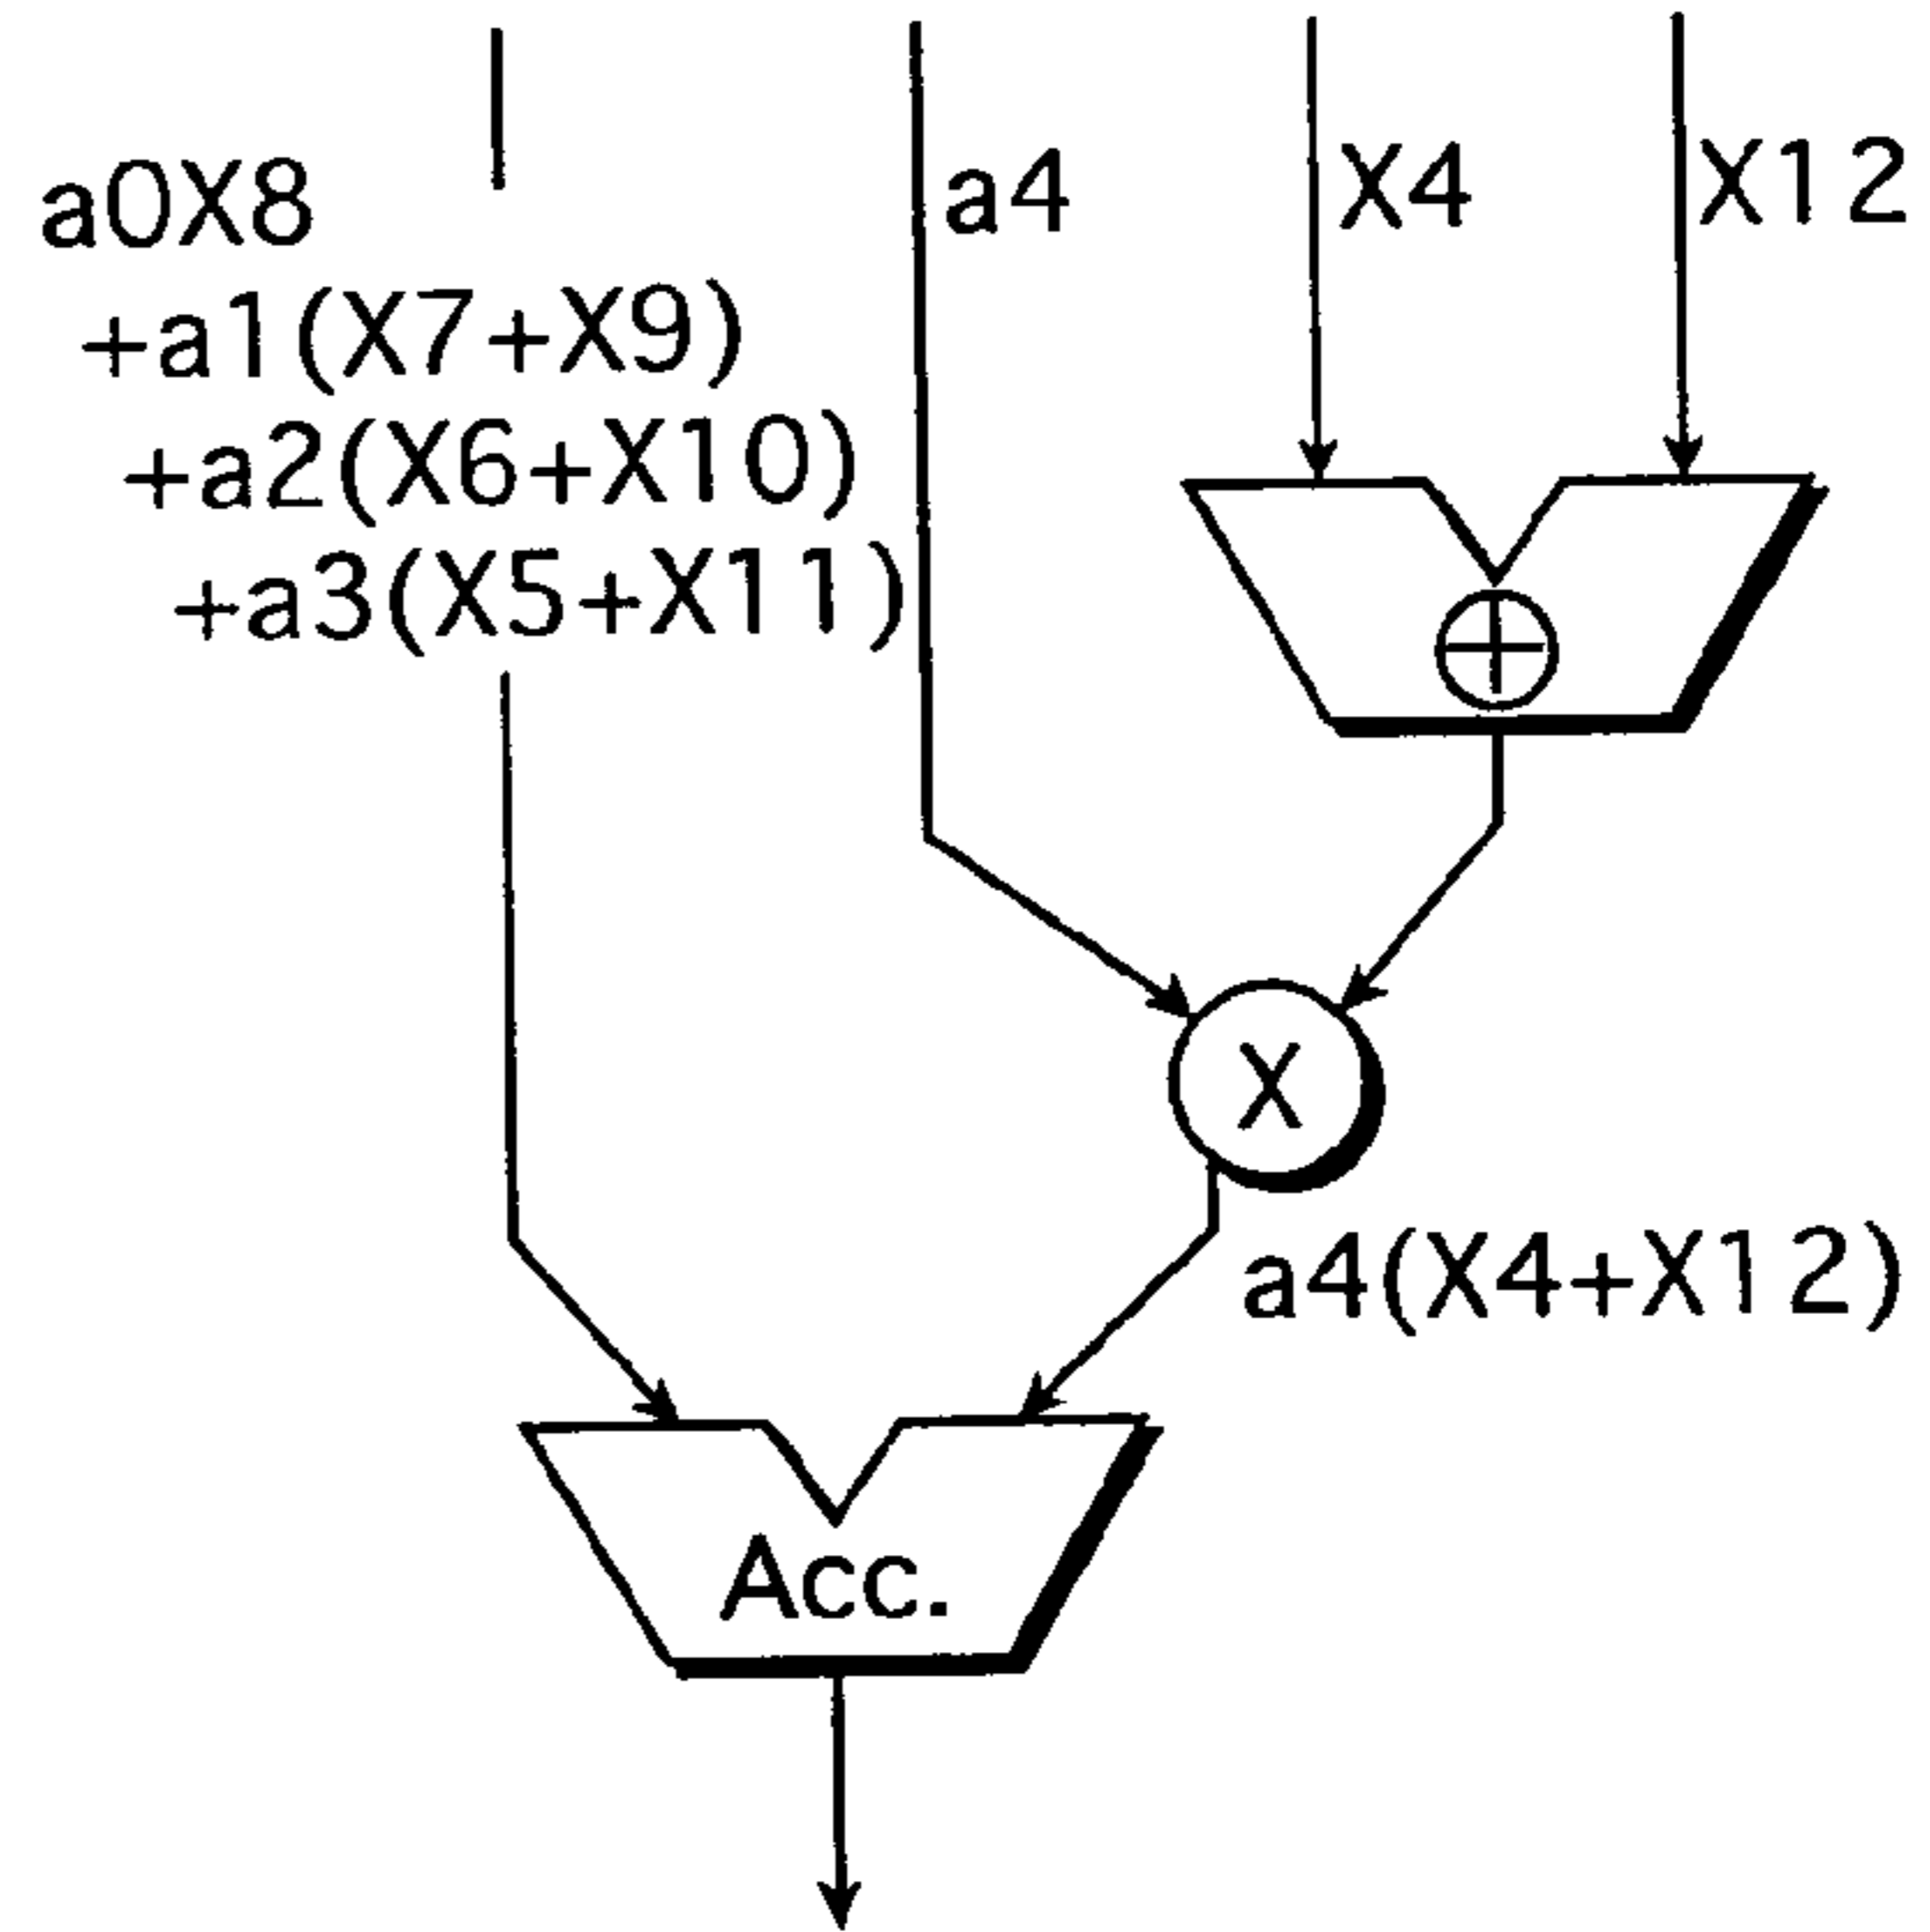 a0X8
+a1(X7+X9)
+a2(X6+X10)
+a3(X5+X11)
a4
X4
X12
X
a4(X4+X12)
Acc.